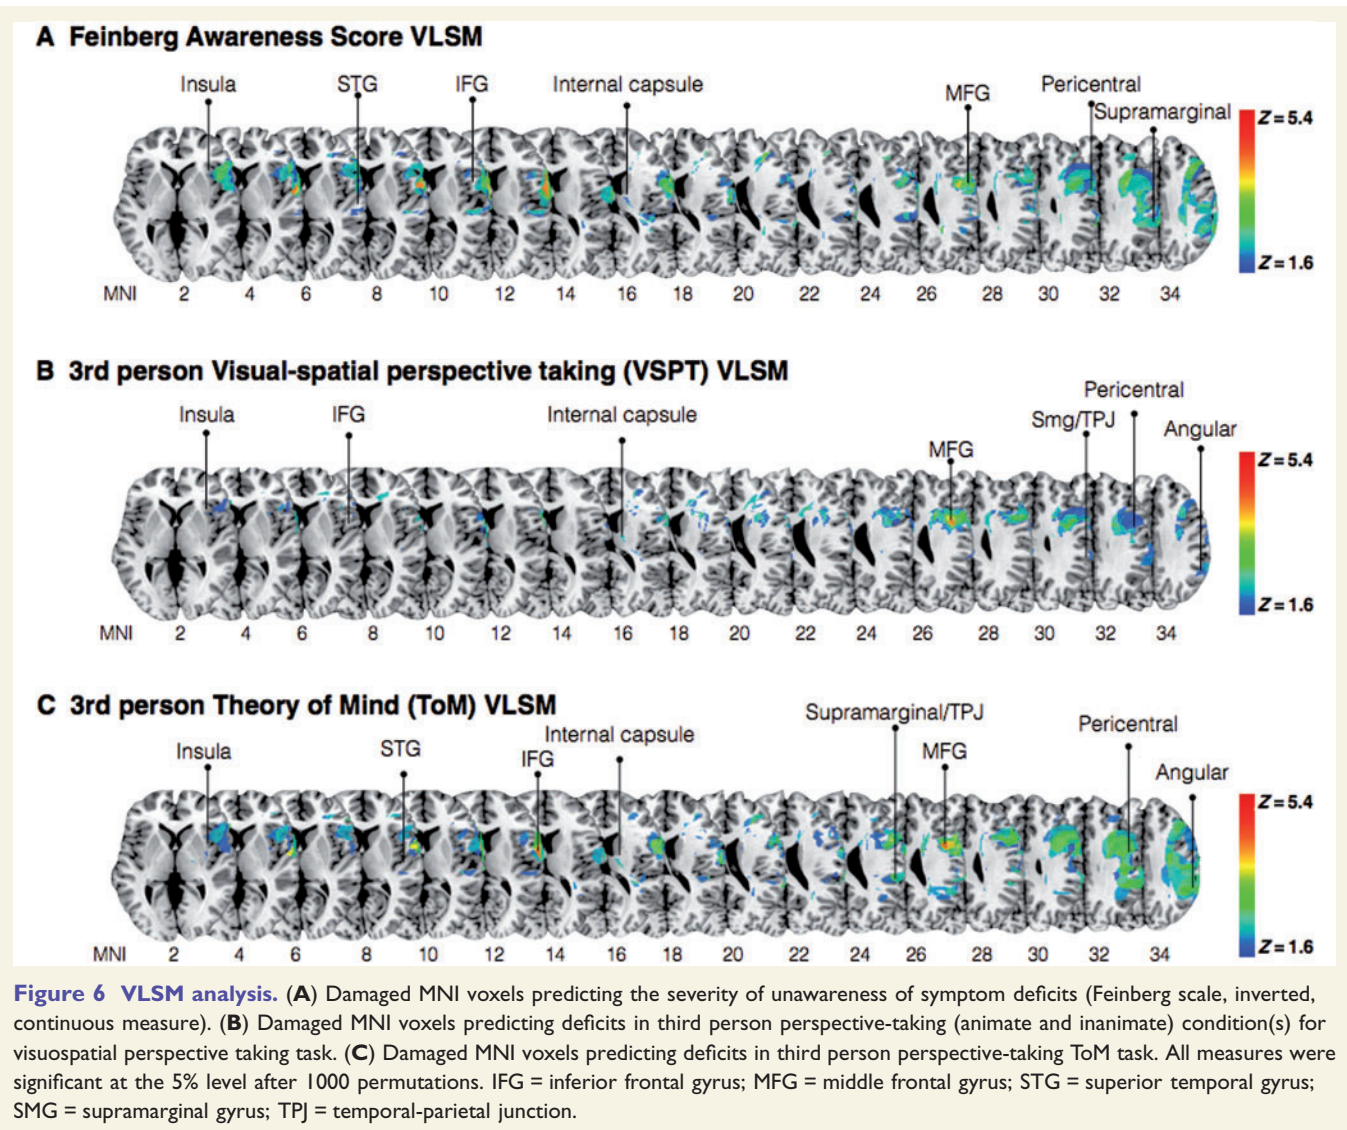 A Feinberg Awareness Score VLSM
Insula STG IFG Internal capsule MFG Pericentral
Supramarginal
Z=5.4
Z=1.6
MNI 2 4 6 8 10 12 14 16 18 20 22 24 26 28 30 32 34
B 3rd person Visual-spatial perspective taking (VSPT) VLSM
Pericentral
Insula IFG Internal capsule Smg/TPJ Angular
MFG
Z=5.4
Z=1.6
MNI 2 4 6 8 10 12 14 16 18 20 22 24 26 28 30 32 34
C 3rd person Theory of Mind (ToM) VLSM
Supramarginal/TPJ
Internal capsule Pericentral
Insula STG IFG MFG Angular
Z=5.4
Z=1.6
MNI 2 4 6 8 10 12 14 16 18 20 22 24 26 28 30 32 34
Figure 6 VLSM analysis. (A) Damaged MNI voxels predicting the severity of unawareness of symptom deficits (Feinberg scale, inverted,
continuous measure). (B) Damaged MNI voxels predicting deficits in third person perspective-taking (animate and inanimate) condition(s) for
visuospatial perspective taking task. (C) Damaged MNI voxels predicting deficits in third person perspective-taking ToM task. All measures were
significant at the 5% level after 1000 permutations. IFG = inferior frontal gyrus; MFG = middle frontal gyrus; STG = superior temporal gyrus;
SMG = supramarginal gyrus; TPJ = temporal-parietal junction.